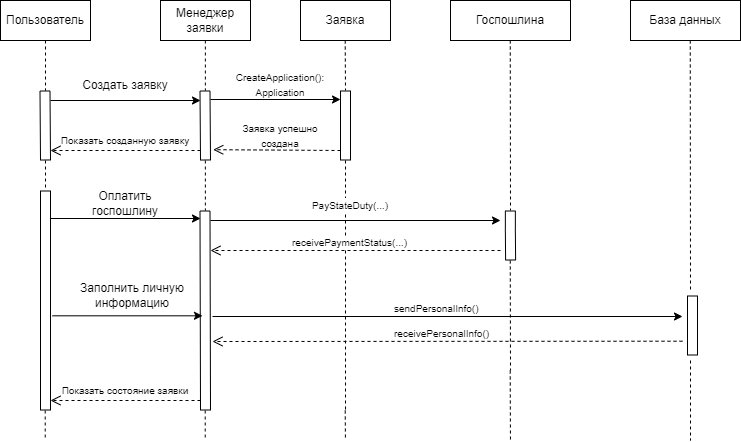 Пользователь
Менеджер
заявки
Заявка
Госпошлина
База данных
Создать заявку
CreateApplication():
Application
Показать созданную заявку
Заявка успешно
создана
Оплатить
госпошлину
PayStateDuty(...)
receivePaymentStatus(...)
Заполнить личную
информацию
sendPersonalInfo()
receivePersonalInfo()
Показать состояние заявки